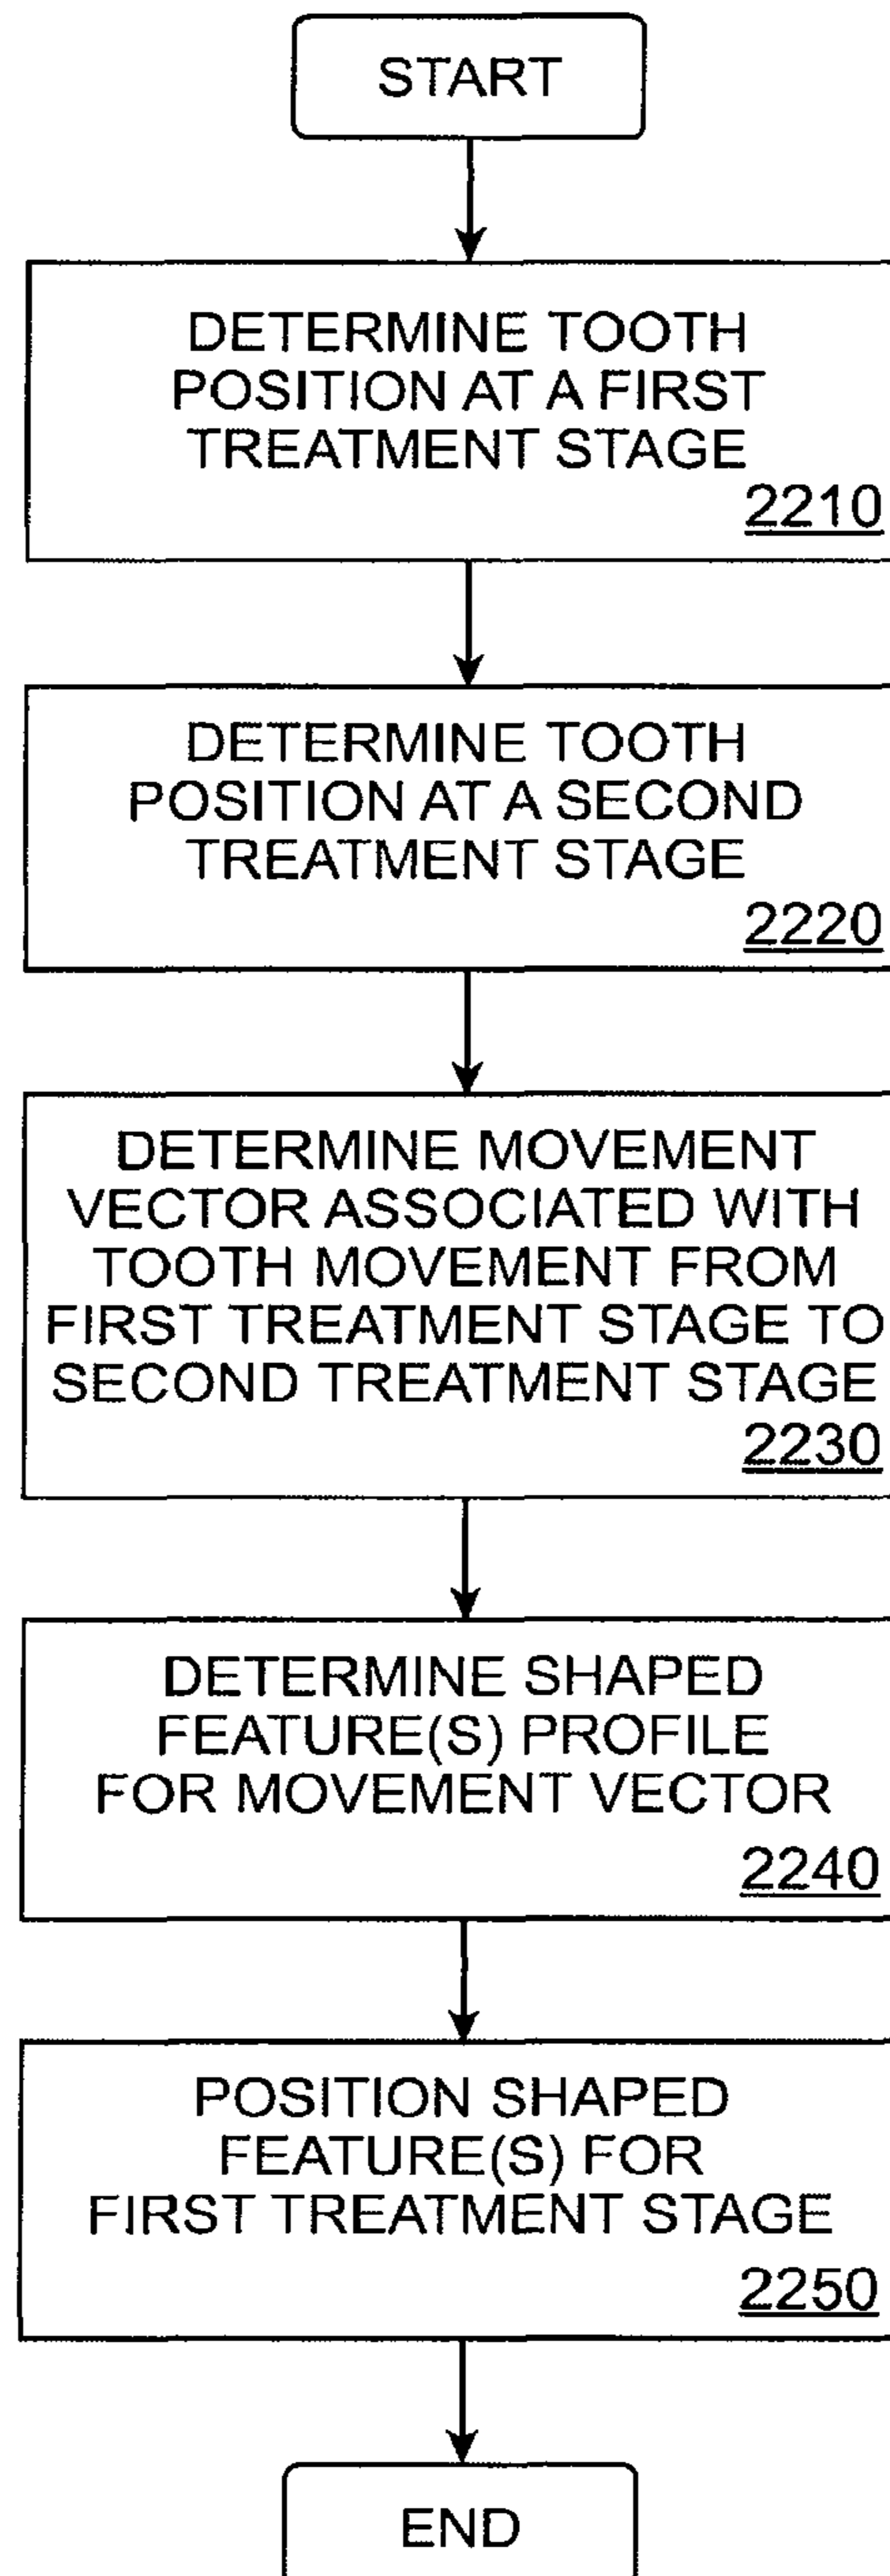 START
DETERMINE TOOTH
POSITION AT A FIRST
TREATMENT STAGE
2210
DETERMINE TOOTH
POSITION AT A SECOND
TREATMENT STAGE
2220
DETERMINE MOVEMENT
VECTOR ASSOCIATED WITH
TOOTH MOVEMENT FROM
FIRST TREATMENT STAGE TO
SECOND TREATMENT STAGE
2230
DETERMINE SHAPED
FEATURE(S) PROFILE
FOR MOVEMENT VECTOR
2240
POSITION SHAPED
FEATURE(S) FOR
FIRST TREATMENT STAGE
2250
END